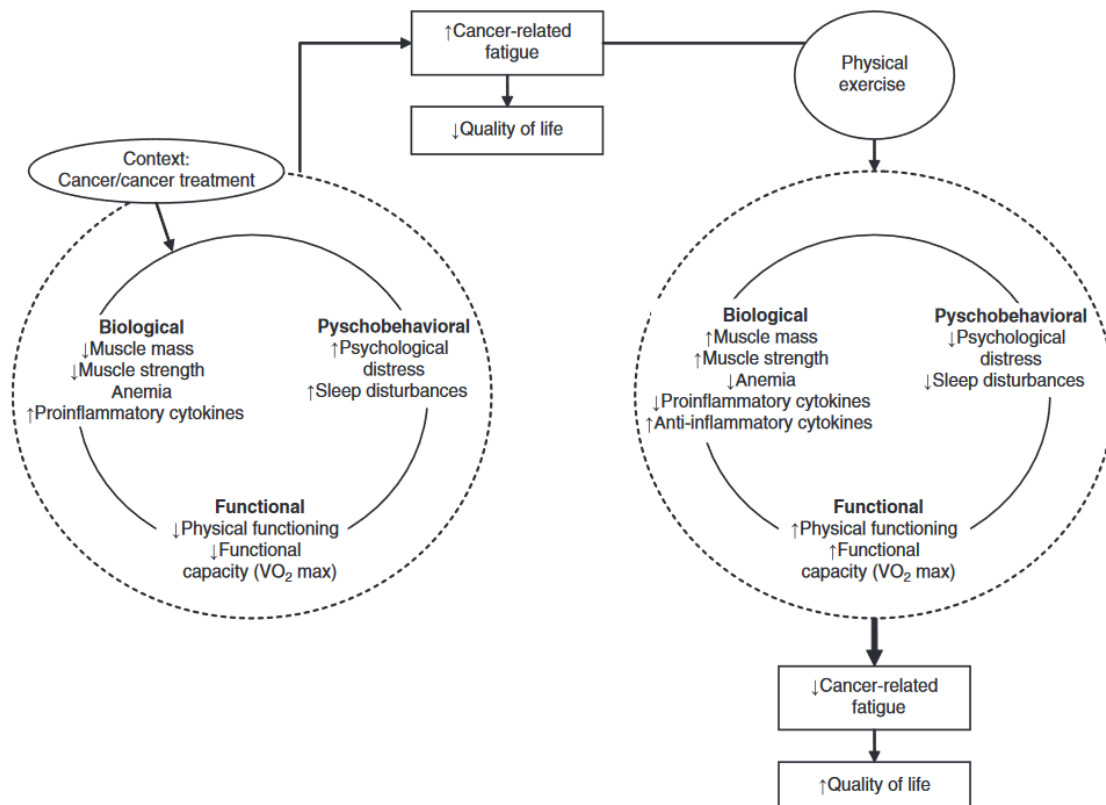 ↑Cancer-related
fatigue
↓Quality of life
Physical
exercise
Context:
Cancer/cancer treatment
Biological
↓Muscle mass
↓Muscle strength
Anemia
↑Proinflammatory cytokines
Pyschobehavioral
↑Psychological
distress
↑Sleep disturbances
Functional
↓Physical functioning
↓Functional
capacity (VO₂ max)
Biological
↑Muscle mass
↑Muscle strength
↓Anemia
↓Proinflammatory cytokines
↑Anti-inflammatory cytokines
Pyschobehavioral
↓Psychological
distress
↓Sleep disturbances
Functional
↑Physical functioning
↑Functional
capacity (VO₂ max)
↓Cancer-related
fatigue
↑Quality of life